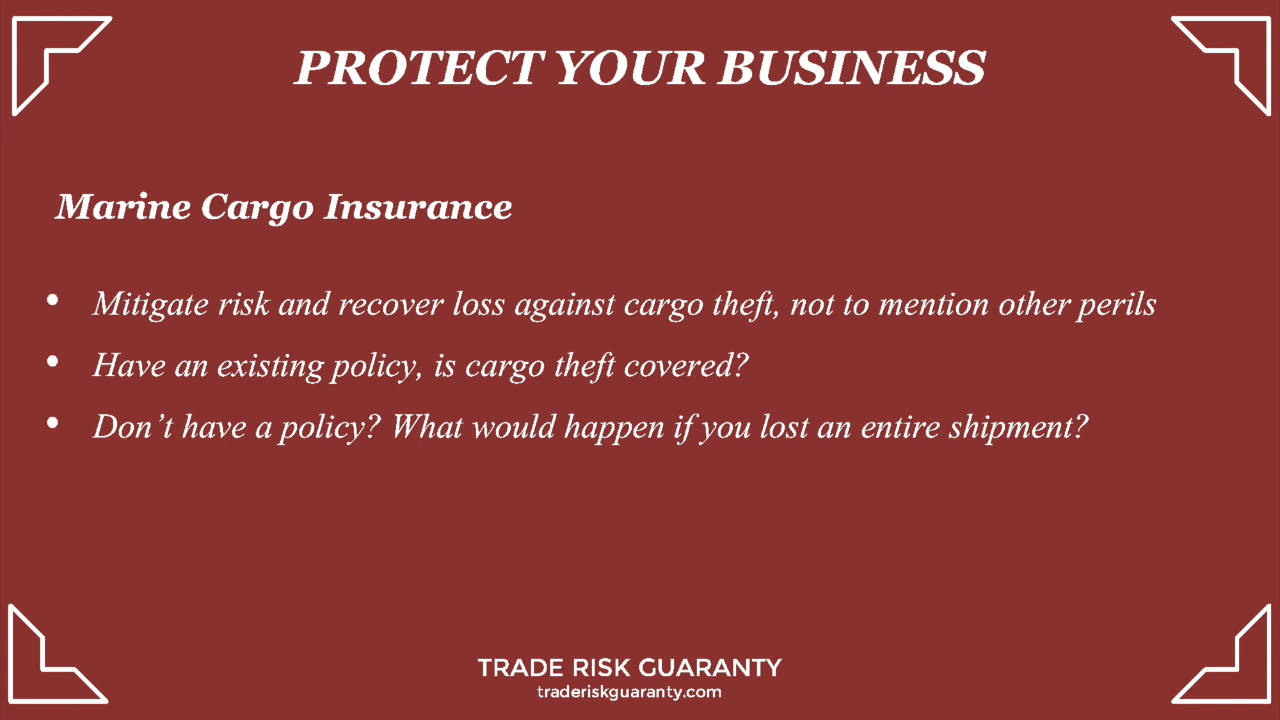 PROTECT YOUR BUSINESS
Marine Cargo Insurance
• Mitigate risk and recover loss against cargo theft, not to mention other perils
• Have an existing policy, is cargo theft covered?
• Don’t have a policy? What would happen if you lost an entire shipment?
TRADE RISK GUARANTY
traderiskguaranty.com